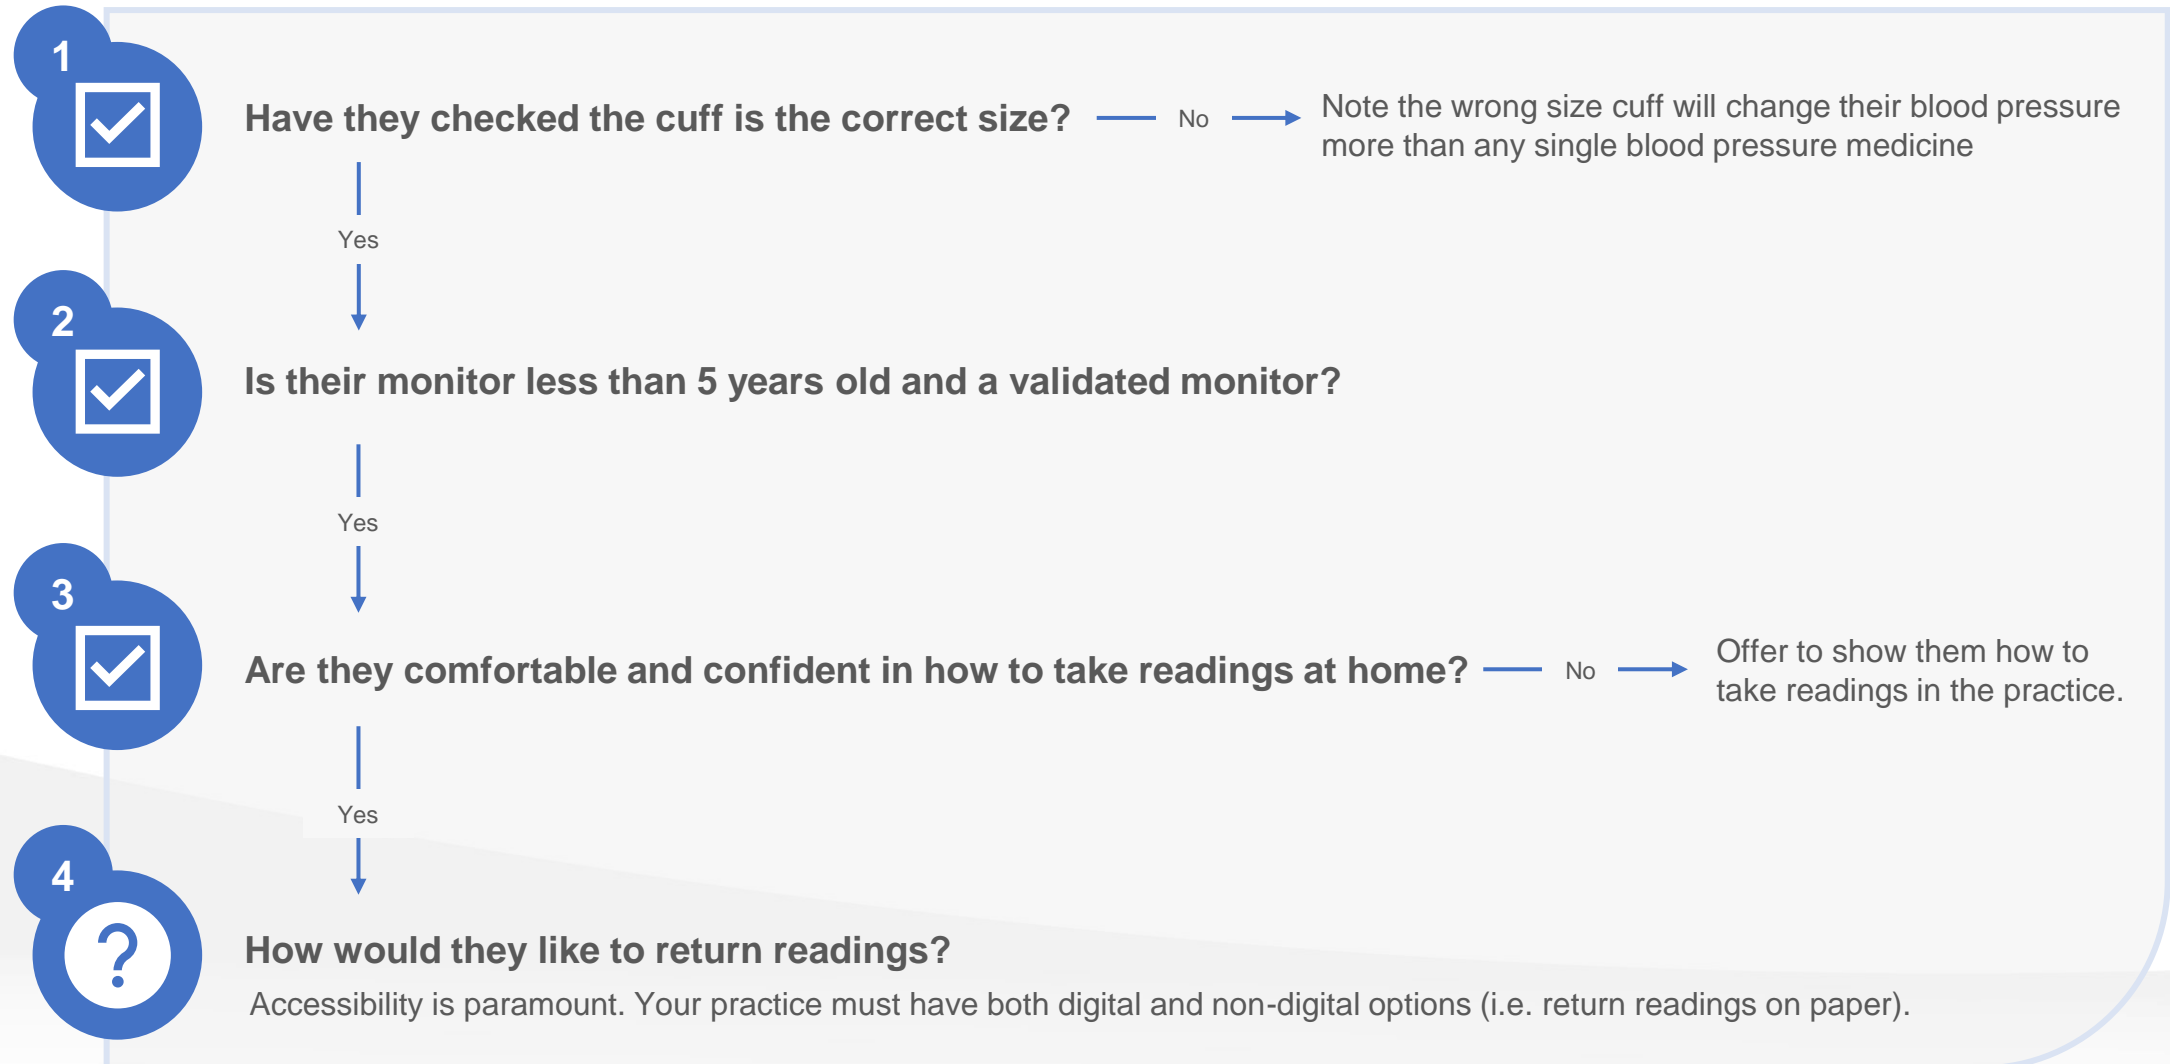 1
Have they checked the cuff is the correct size?
No
Note the wrong size cuff will change their blood pressure
more than any single blood pressure medicine
Yes
2
Is their monitor less than 5 years old and a validated monitor?
Yes
3
Are they comfortable and confident in how to take readings at home?
No
Offer to show them how to
take readings in the practice.
Yes
4
?
How would they like to return readings?
Accessibility is paramount. Your practice must have both digital and non-digital options (i.e. return readings on paper).